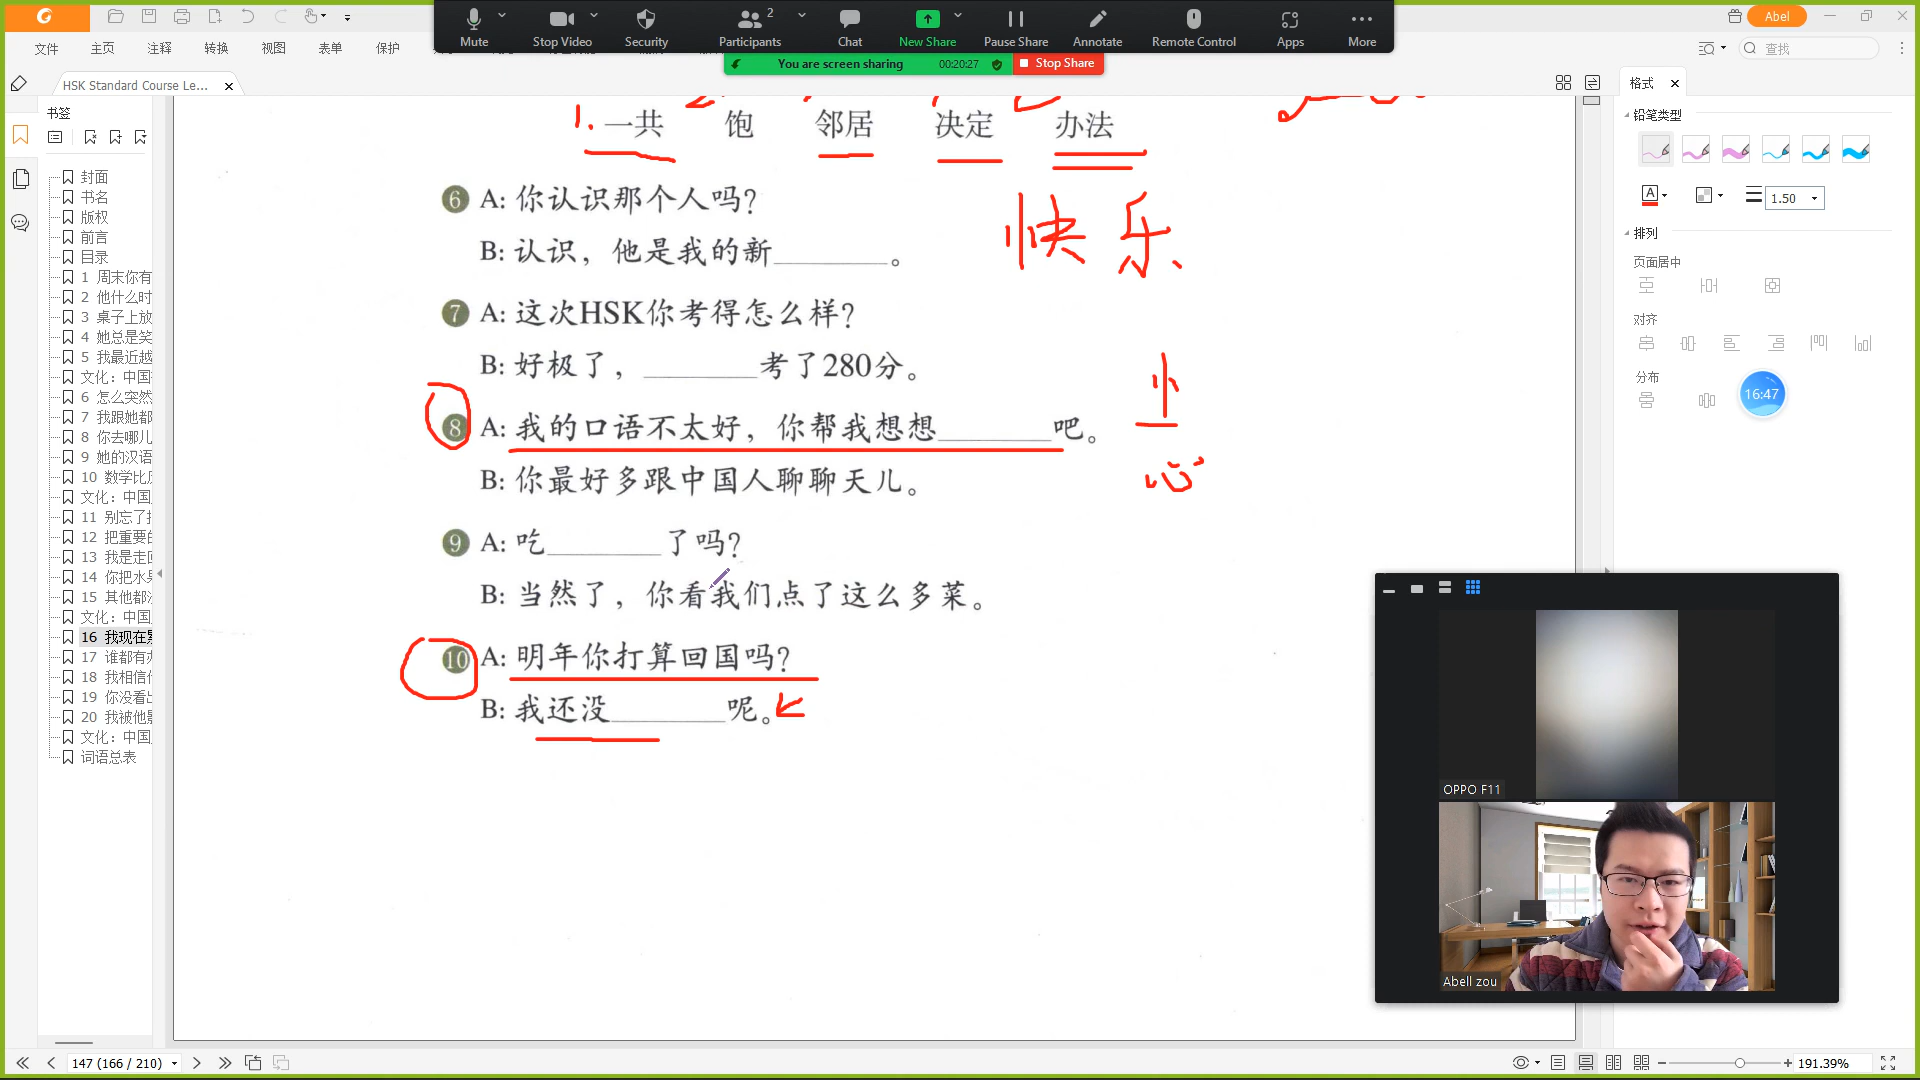 Mute
Stop Video
Security
Participants 2
Chat
New Share
Pause Share
Annotate
Remote Control
Apps
More
You are screen sharing 00:20:27
Stop Share
Abel
文件 主页 注释 转换 视图 表单 保护
查找
HSK Standard Course Le...
书签
封面
书名
版权
前言
目录
1 周末你有
2 他什么时
3 桌子上放
4 她总是笑
5 我最近越
文化：中国
6 怎么突然
7 我跟她都
8 你去哪儿
9 她的汉语
10 数学比
文化：中国
11 别忘了
12 把重要的
13 我是走
14 你把水
15 其他都
文化：中国
16 我现在
17 谁都有
18 我相信
19 你没看出
20 我被他
文化：中国
词语总表
1. 一共 饱 邻居 决定 办法
6 A: 你认识那个人吗？
B: 认识，他是我的新________。
快乐
7 A: 这次HSK你考得怎么样？
B: 好极了，________考了280分。
8 A: 我的口语不太好，你帮我想想________吧。
小心
B: 你最好多跟中国人聊聊天儿。
9 A: 吃________了吗？
B: 当然了，你看我们点了这么多菜。
10 A: 明年你打算回国吗？
B: 我还没________呢。
格式
铅笔类型
1.50
排列
页面居中
对齐
分布
16:47
OPPO F11
Abell zou
147 (166 / 210)
191.39%